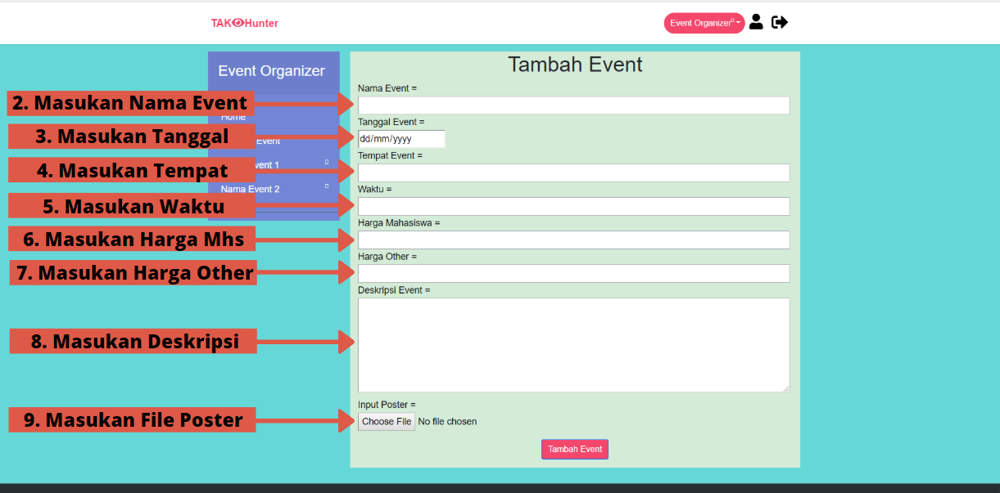 TAK Hunter
Event Organizer
Event Organizer
Tambah Event
Nama Event =
2. Masukan Nama Event
Home
Tanggal Event =
3. Masukan Tanggal
Event
dd/mm/yyyy
Tempat Event =
4. Masukan Tempat
vent 1
Nama Event 2
Waktu =
5. Masukan Waktu
Harga Mahasiswa =
6. Masukan Harga Mhs
Harga Other =
7. Masukan Harga Other
Deskripsi Event =
8. Masukan Deskripsi
Input Poster =
9. Masukan File Poster
Choose File No file chosen
Tambah Event